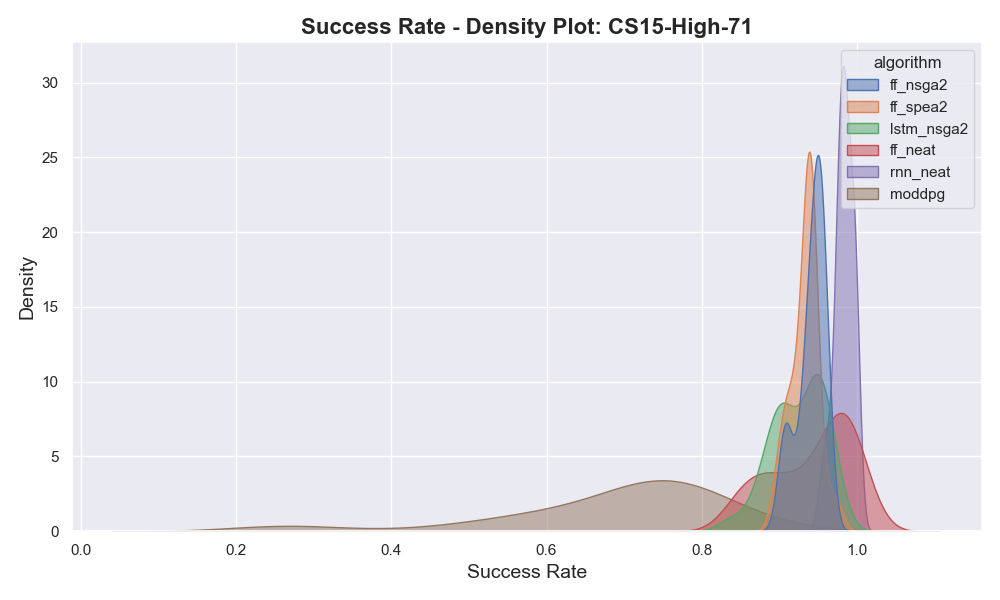 Success Rate - Density Plot: CS15-High-71
algorithm
ff_nsga2
ff_spea2
lstm_nsga2
ff_neat
rnn_neat
moddpg
Density
30
25
20
15
10
5
0
0.0 0.2 0.4 0.6 0.8 1.0
Success Rate